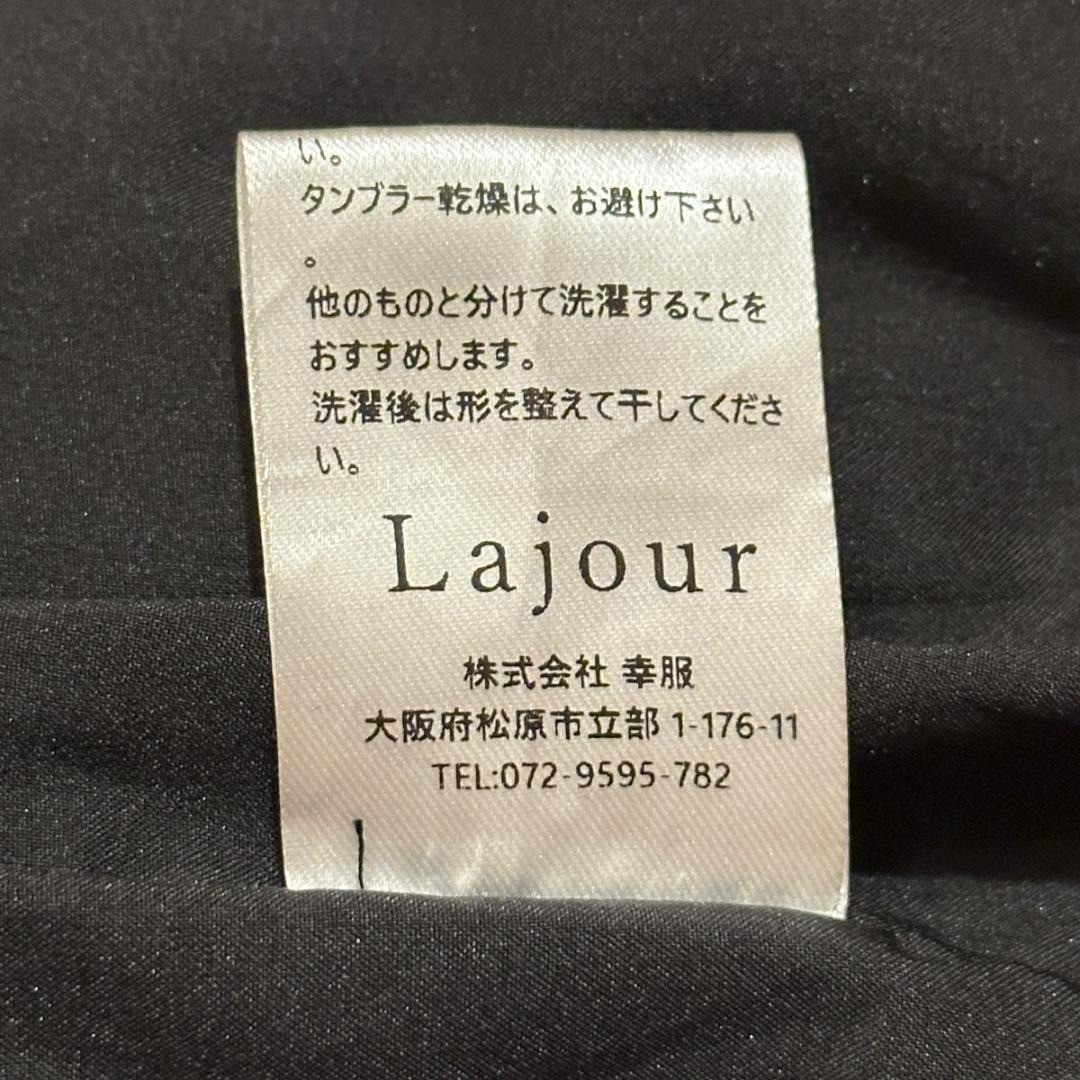 い。
タンブラー乾燥は、お避け下さい
。
他のものと分けて洗濯することを
おすすめします。
洗濯後は形を整えて干してくださ
い。
Lajour
株式会社 幸服
大阪府松原市立部 1-176-11
TEL:072-9595-782